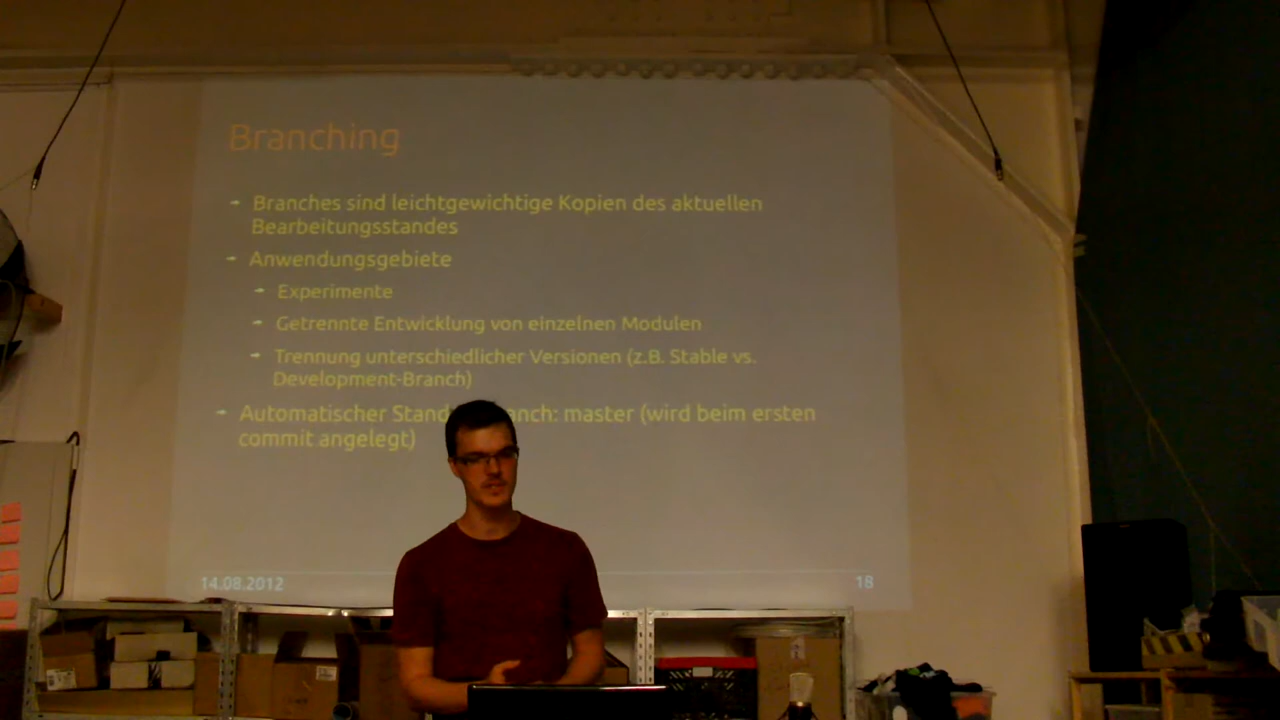 Branching
Branches sind leichtgewichtige Kopien des aktuellen
Bearbeitungsstandes
Anwendungsgebiete
Experimente
Getrennte Entwicklung von einzelnen Modulen
Trennung unterschiedlicher Versionen (z.B. Stable vs.
Development-Branch)
Automatischer master (wird beim ersten
commit angelegt)
14.08.2012
18